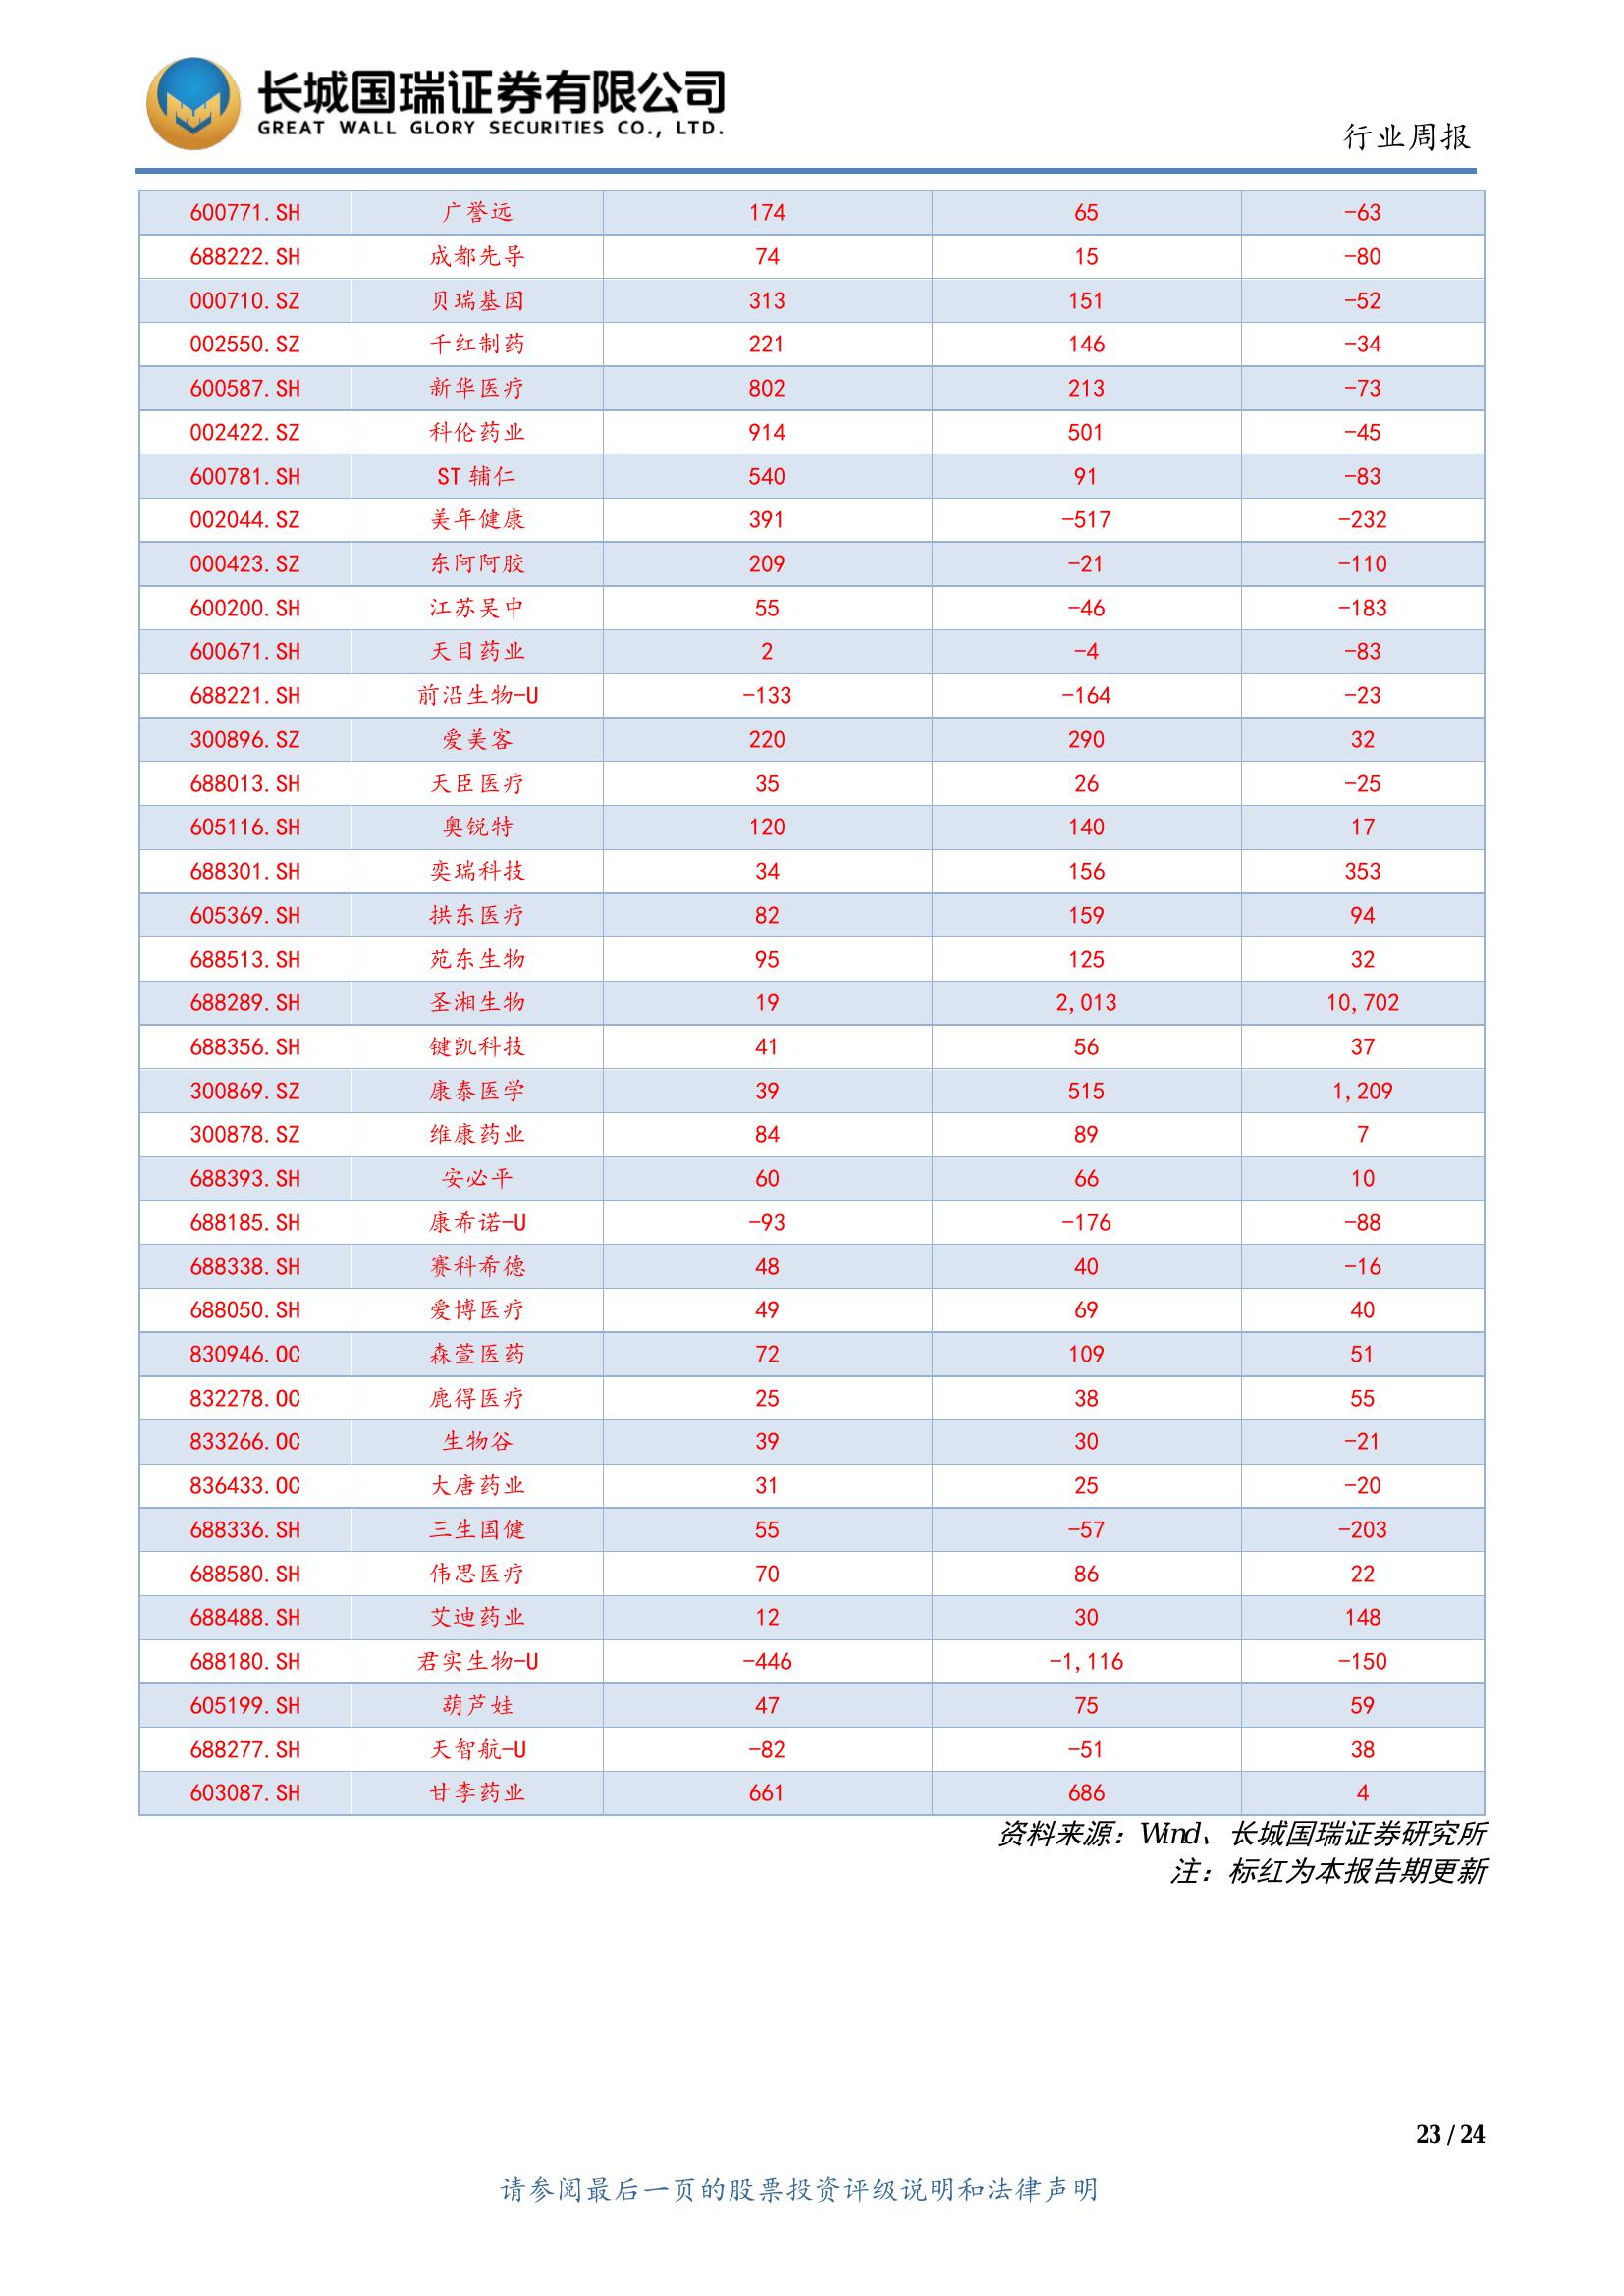 长城国瑞证券有限公司
GREAT WALL GLORY SECURITIES CO., LTD.
行业周报
600771.SH 广誉远 174 65 -63
688222.SH 成都先导 74 15 -80
000710.SZ 贝瑞基因 313 151 -52
002550.SZ 千红制药 221 146 -34
600587.SH 新华医疗 802 213 -73
002422.SZ 科伦药业 914 501 -45
600781.SH ST 辅仁 540 91 -83
002044.SZ 美年健康 391 -517 -232
000423.SZ 东阿阿胶 209 -21 -110
600200.SH 江苏吴中 55 -46 -183
600671.SH 天目药业 2 -4 -83
688221.SH 前沿生物-U -133 -164 -23
300896.SZ 爱美客 220 290 32
688013.SH 天臣医疗 35 26 -25
605116.SH 奥锐特 120 140 17
688301.SH 奕瑞科技 34 156 353
605369.SH 拱东医疗 82 159 94
688513.SH 苑东生物 95 125 32
688289.SH 圣湘生物 19 2,013 10,702
688356.SH 键凯科技 41 56 37
300869.SZ 康泰医学 39 515 1,209
300878.SZ 维康药业 84 89 7
688393.SH 安必平 60 66 10
688185.SH 康希诺-U -93 -176 -88
688338.SH 赛科希德 48 40 -16
688050.SH 爱博医疗 49 69 40
830946.OC 森萱医药 72 109 51
832278.OC 鹿得医疗 25 38 55
833266.OC 生物谷 39 30 -21
836433.OC 大唐药业 31 25 -20
688336.SH 三生国健 55 -57 -203
688580.SH 伟思医疗 70 86 22
688488.SH 艾迪药业 12 30 148
688180.SH 君实生物-U -446 -1,116 -150
605199.SH 葫芦娃 47 75 59
688277.SH 天智航-U -82 -51 38
603087.SH 甘李药业 661 686 4
资料来源：Wind、长城国瑞证券研究所
注：标红为本报告期更新
23 / 24
请参阅最后一页的股票投资评级说明和法律声明